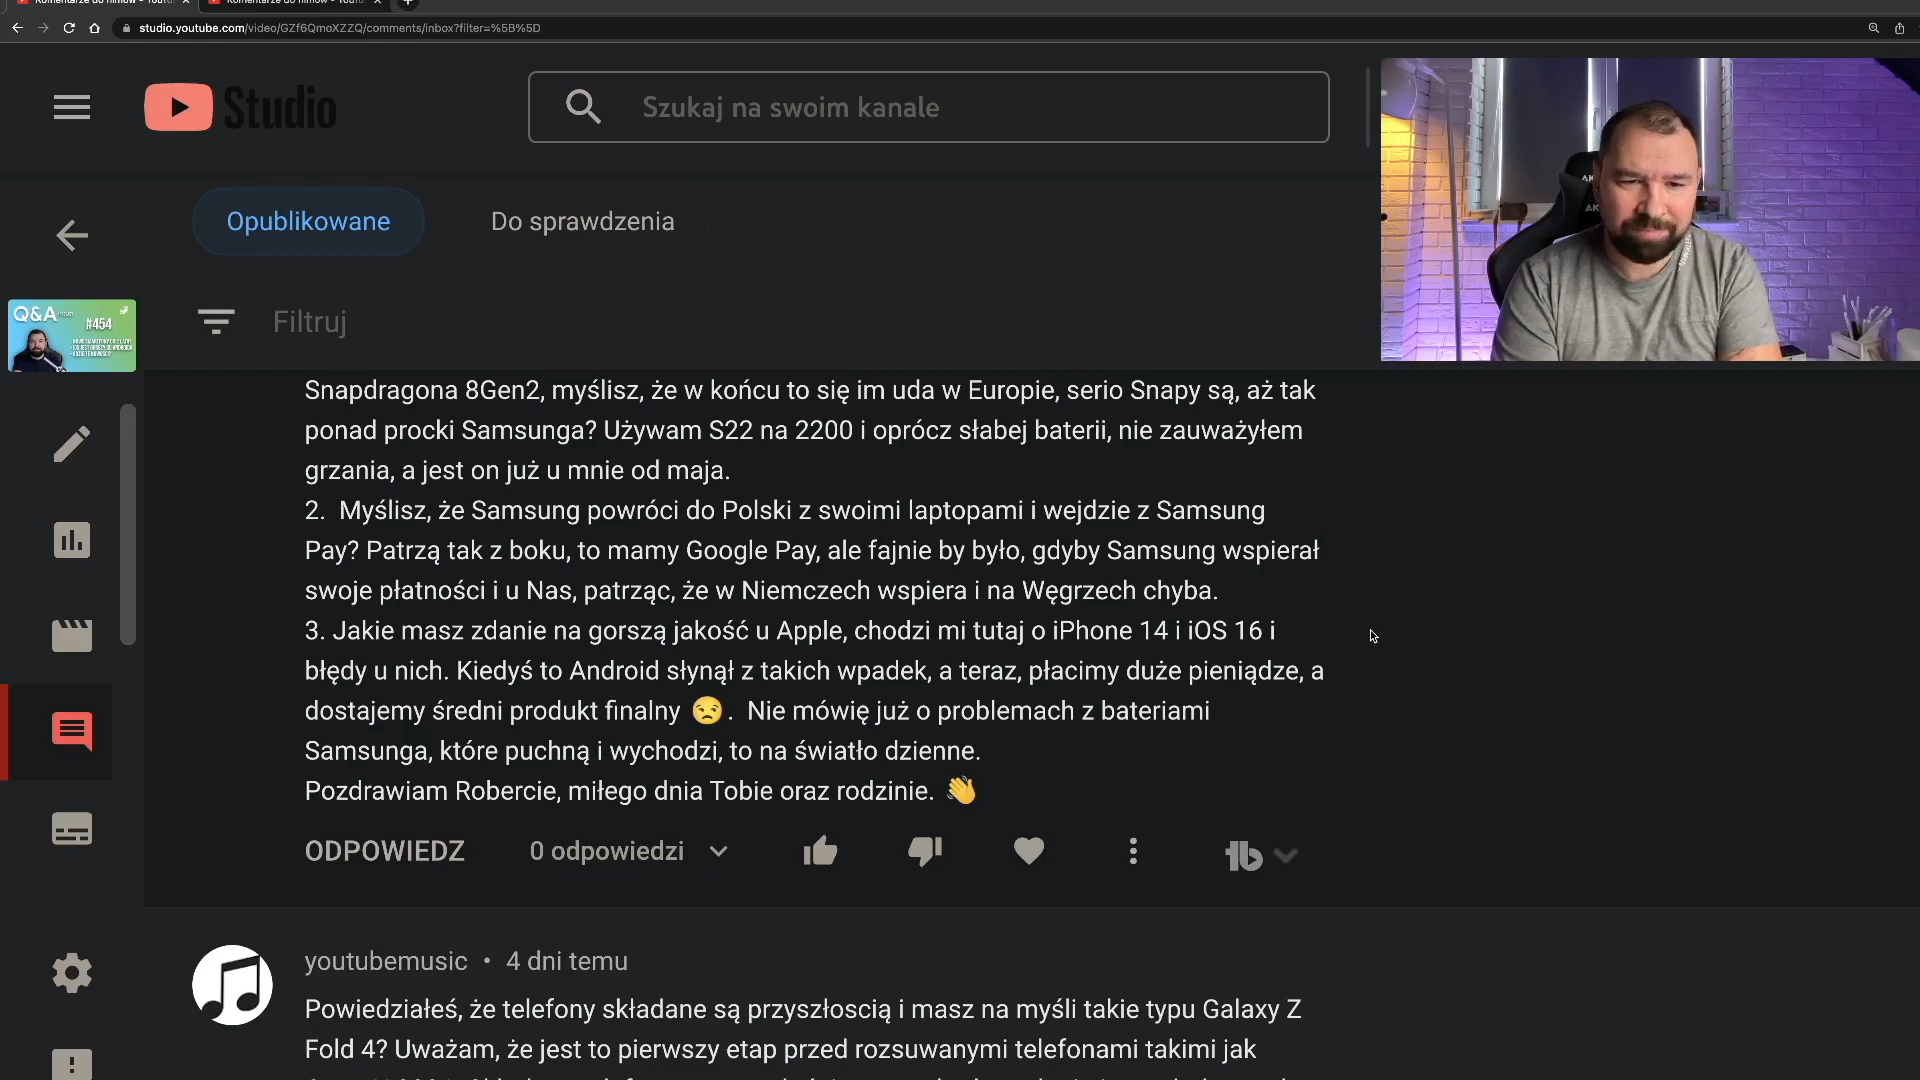 studio.youtube.com/video/GZf6QmoXZZQ/comments/inbox?filter=%5B%5D
Studio
Szukaj na swoim kanale
Opublikowane
Do sprawdzenia
Q&A
#454
Filtruj
Snapdragona 8Gen2, myślisz, że w końcu to się im uda w Europie, serio Snapy są, aż tak
ponad procki Samsunga? Używam S22 na 2200 i oprócz słabej baterii, nie zauważyłem
grzania, a jest on już u mnie od maja.
2. Myślisz, że Samsung powróci do Polski z swoimi laptopami i wejdzie z Samsung
Pay? Patrzą tak z boku, to mamy Google Pay, ale fajnie by było, gdyby Samsung wspierał
swoje płatności i u Nas, patrząc, że w Niemczech wspiera i na Węgrzech chyba.
3. Jakie masz zdanie na gorszą jakość u Apple, chodzi mi tutaj o iPhone 14 i iOS 16 i
błędy u nich. Kiedyś to Android słynął z takich wpadek, a teraz, płacimy duże pieniądze, a
dostajemy średni produkt finalny 😒. Nie mówię już o problemach z bateriami
Samsunga, które puchną i wychodzi, to na światło dzienne.
Pozdrawiam Robercie, miłego dnia Tobie oraz rodzinie. 👋
ODPOWIEDZ
0 odpowiedzi
youtubemusic • 4 dni temu
Powiedziałeś, że telefony składane są przyszłoscią i masz na myśli takie typu Galaxy Z
Fold 4? Uważam, że jest to pierwszy etap przed rozsuwanymi telefonami takimi jak